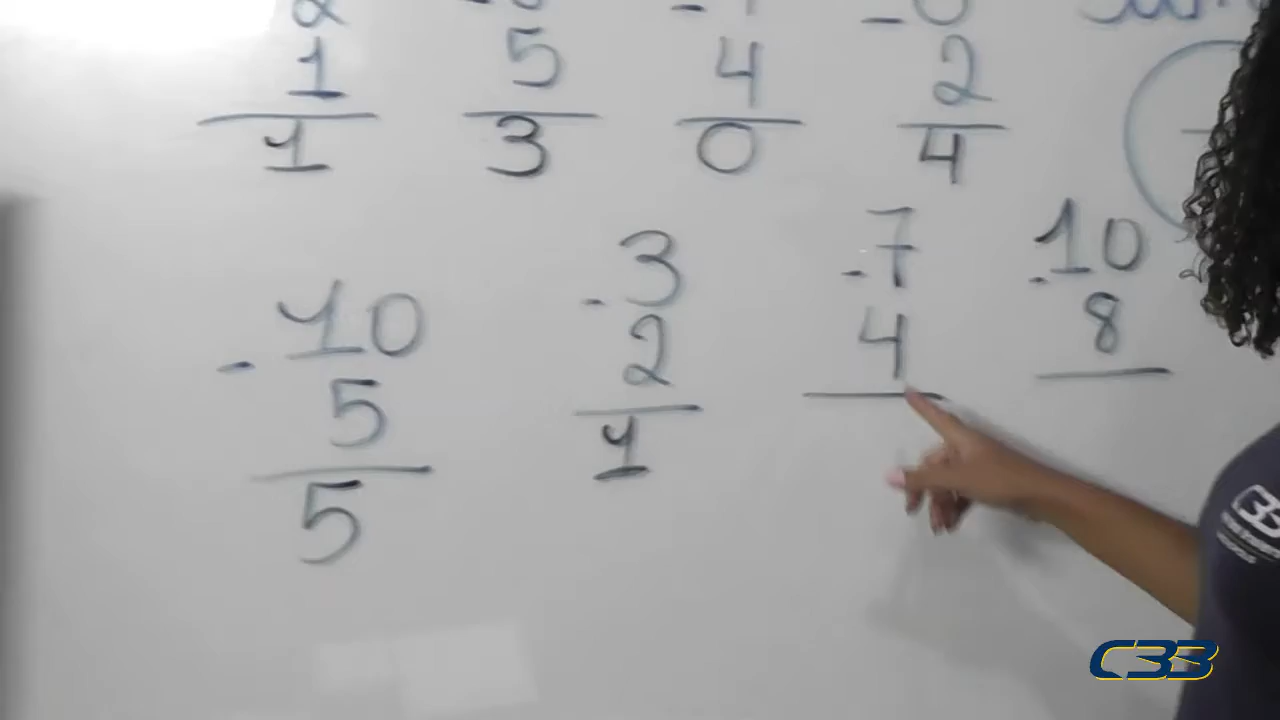 1 5 4 2
1 3 0 4
- 10 - 3 - 7 - 10
5 2 4 8
5 1
C33